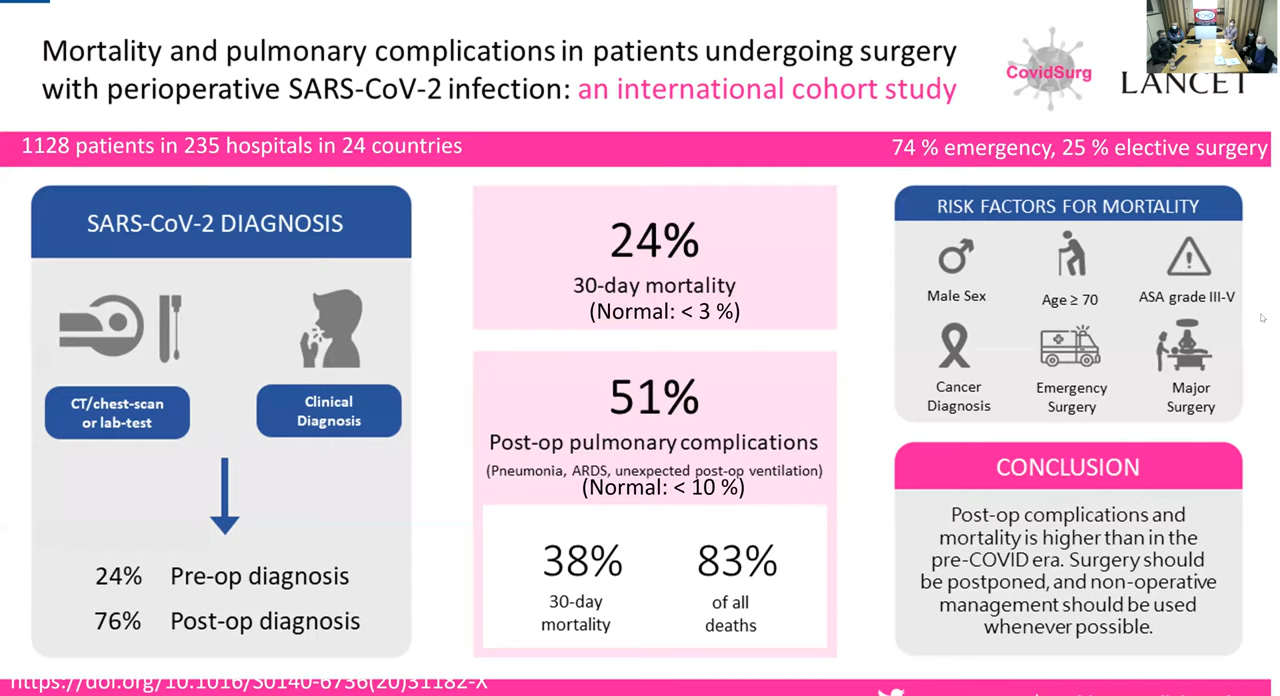 Mortality and pulmonary complications in patients undergoing surgery
with perioperative SARS-CoV-2 infection: an international cohort study
CovidSurg
LANCET
1128 patients in 235 hospitals in 24 countries
74 % emergency, 25 % elective surgery
SARS-CoV-2 DIAGNOSIS
CT/chest-scan
or lab-test
Clinical
Diagnosis
24% Pre-op diagnosis
76% Post-op diagnosis
24%
30-day mortality
(Normal: < 3 %)
51%
Post-op pulmonary complications
(Pneumonia, ARDS, unexpected post-op ventilation)
(Normal: < 10 %)
38%
30-day
mortality
83%
of all
deaths
RISK FACTORS FOR MORTALITY
Male Sex
Age ≥ 70
ASA grade III-V
Cancer
Diagnosis
Emergency
Surgery
Major
Surgery
CONCLUSION
Post-op complications and
mortality is higher than in the
pre-COVID era. Surgery should
be postponed, and non-operative
management should be used
whenever possible.
https://doi.org/10.1016/S0140-6736(20)31182-X